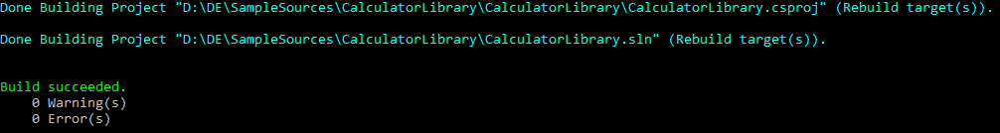 Done Building Project "D:\DE\SampleSources\CalculatorLibrary\CalculatorLibrary\CalculatorLibrary.csproj" (Rebuild target(s)).
Done Building Project "D:\DE\SampleSources\CalculatorLibrary\CalculatorLibrary.sln" (Rebuild target(s)).
Build succeeded.
0 Warning(s)
0 Error(s)